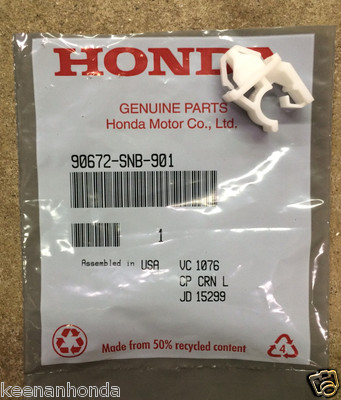 HONDA
GENUINE PARTS
Honda Motor Co., Ltd.
90672-SNB-901
1
Assembled in USA
VC 1076
CP CRN L
JD 15299
Made from 50% recycled content
4
keenanhonda